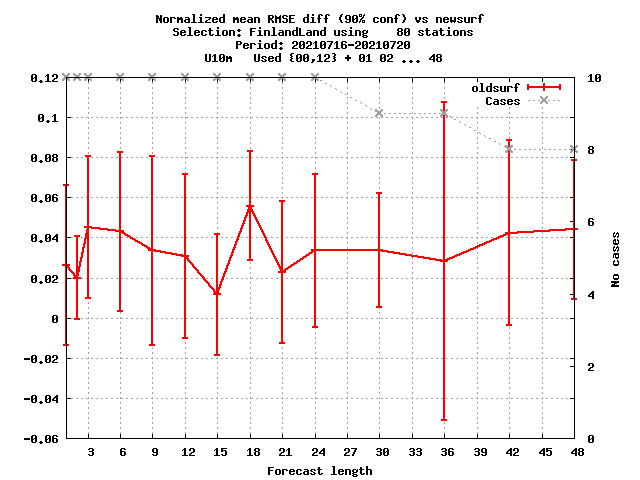 Normalized mean RMSE diff (90% conf) vs newsurf
Selection: FinlandLand using    80 stations
Period: 20210716-20210720
U10m   Used {00,12} + 01 02 ... 48
oldsurf
Cases
0.12
0.1
0.08
0.06
0.04
0.02
0
-0.02
-0.04
-0.06
10
8
6
4
2
0
No cases
3 6 9 12 15 18 21 24 27 30 33 36 39 42 45 48
Forecast length